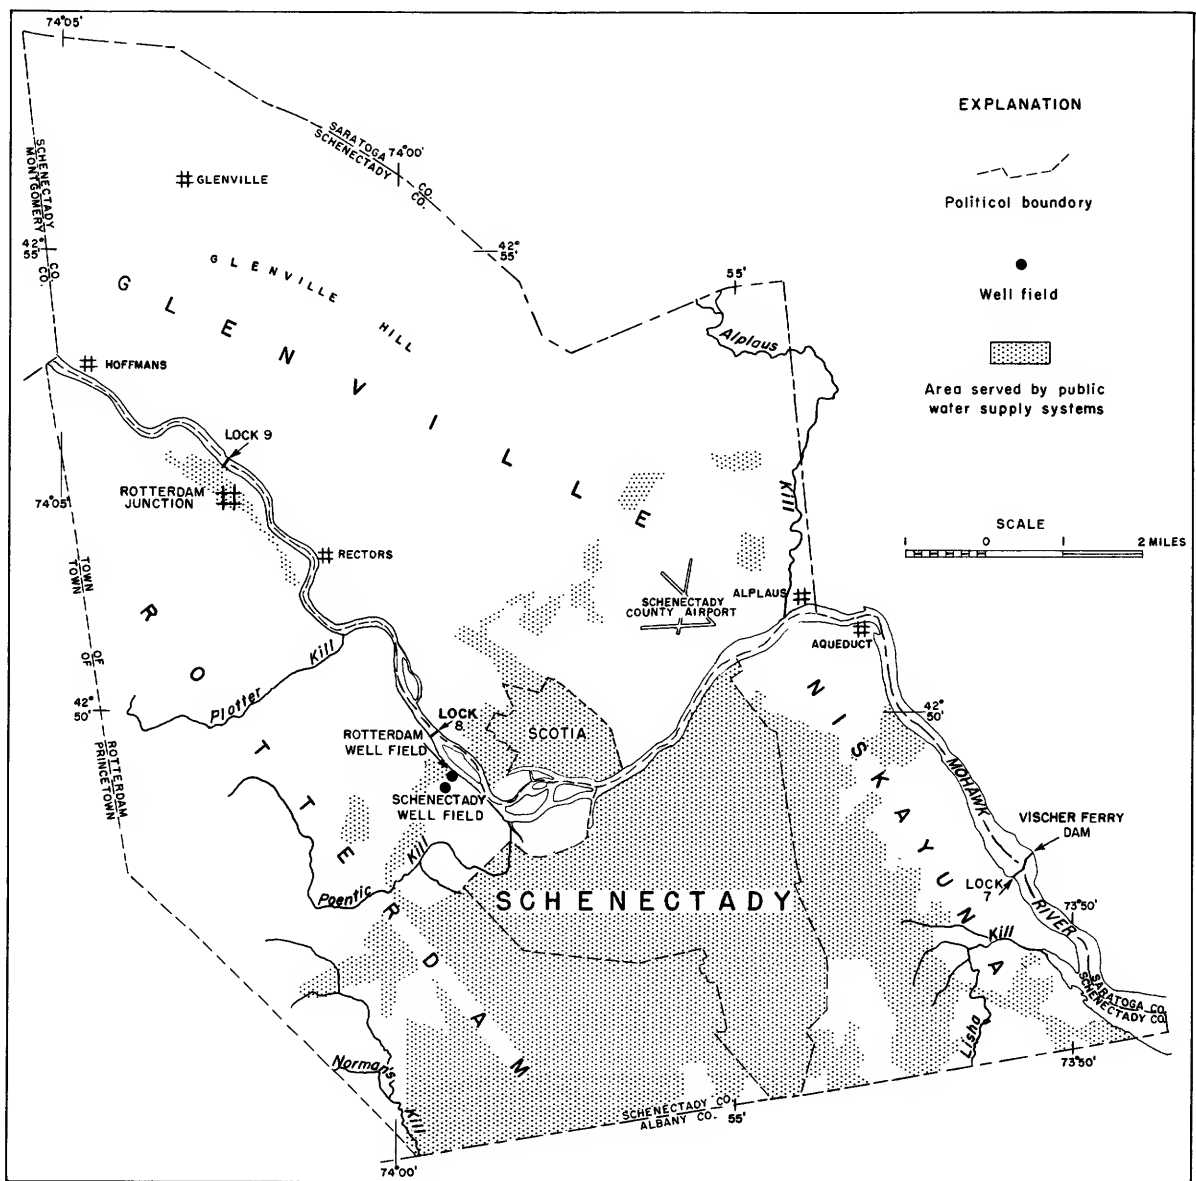 74°05'
EXPLANATION
Political boundary
Well field
Area served by public
water supply systems
SCALE
1 0 1 2 MILES
SARATOGA CO.
SCHENECTADY CO.
74°00'
SCHENECTADY CO.
MONTGOMERY CO.
GLENVILLE
42°
55'
42°
55'
55'
GLENVILLE HILL
GLENVILLE
Alplaus
Kill
HOFFMANS
LOCK 9
ROTTERDAM
JUNCTION
74°05'
RECTORS
TOWN OF
TOWN OF
ROTTERDAM
PRINCETOWN
SCHENECTADY
COUNTY AIRPORT
ALPLAUS
AQUEDUCT
ROTTERDAM
Plotter Kill
42°
50'
LOCK
8
ROTTERDAM
WELL FIELD
SCOTIA
SCHENECTADY
WELL FIELD
NISKAYUNA
42°
50'
MOHAWK
RIVER
VISCHER FERRY
DAM
LOCK
7
Poentic Kill
SCHENECTADY
73°50'
Lisha Kill
SARATOGA CO.
SCHENECTADY CO.
73°50'
Normans Kill
SCHENECTADY CO.
ALBANY CO.
55'
74°00'